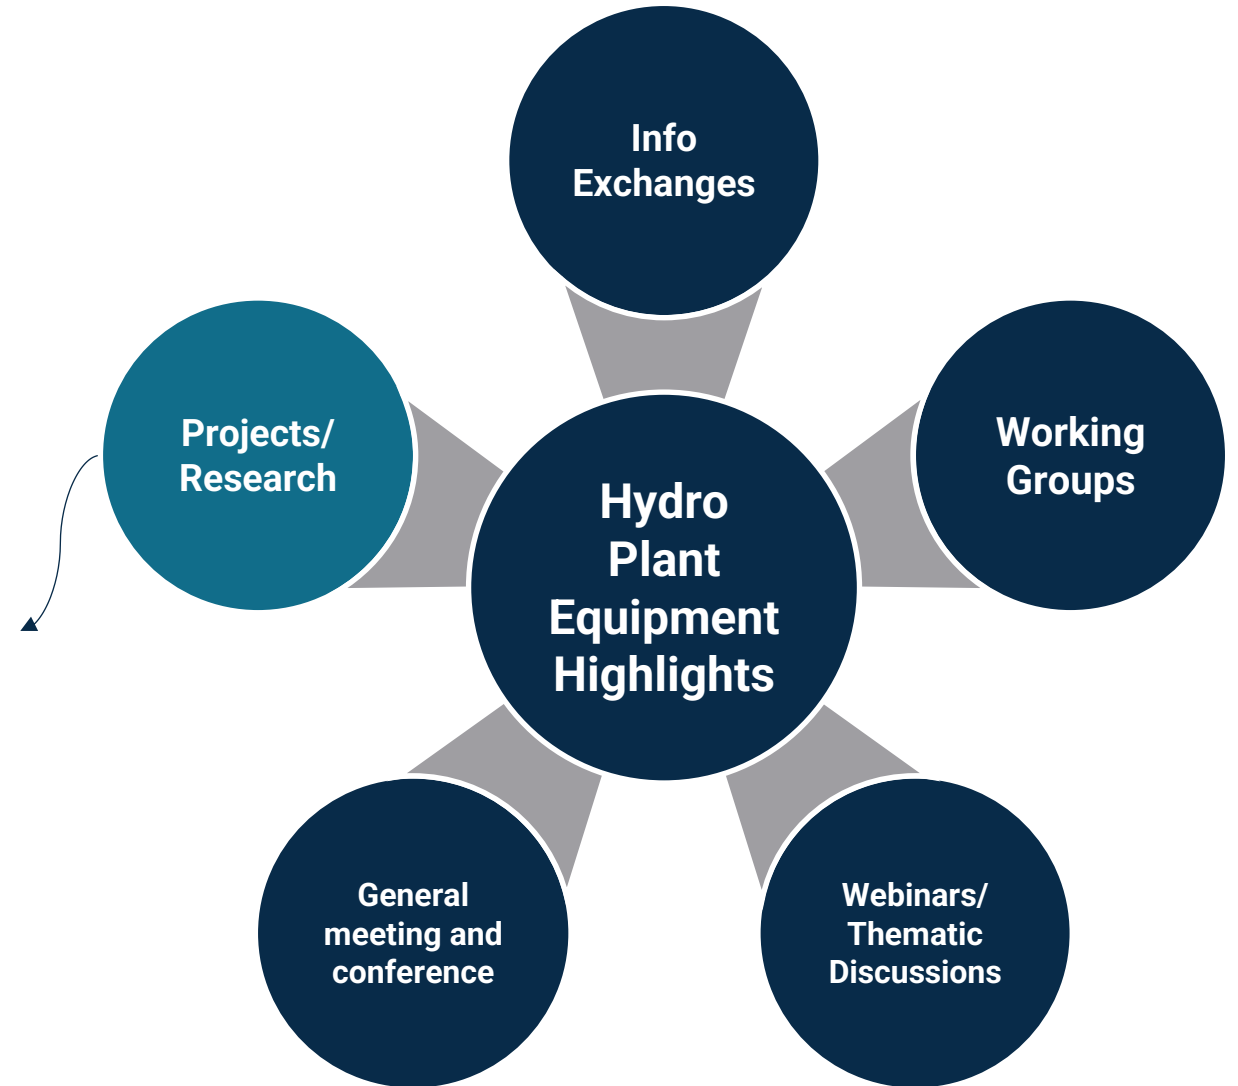 Info
Exchanges
Projects/
Research
Working
Groups
Hydro
Plant
Equipment
Highlights
General
meeting and
conference
Webinars/
Thematic
Discussions